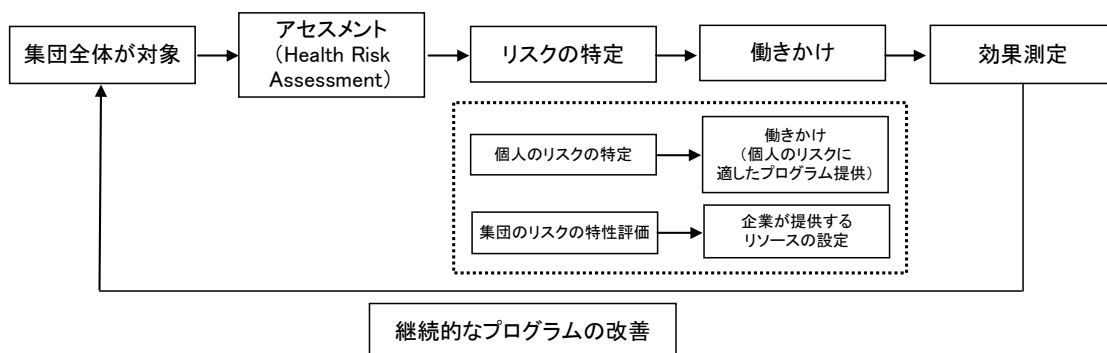 集団全体が対象
アセスメント
（Health Risk
Assessment）
リスクの特定
働きかけ
効果測定
個人のリスクの特定
働きかけ
（個人のリスクに
適したプログラム提供）
集団のリスクの特性評価
企業が提供する
リソースの設定
継続的なプログラムの改善